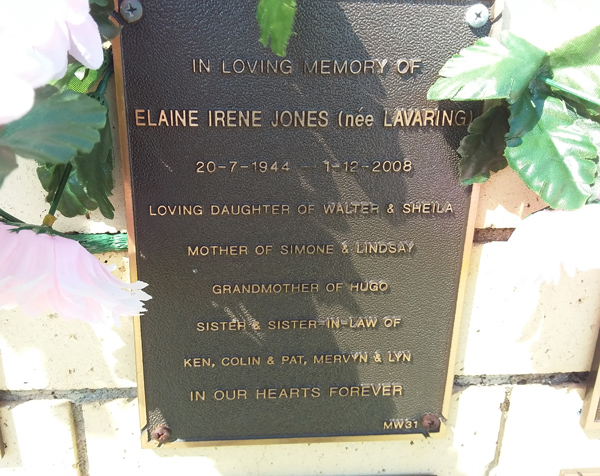 IN LOVING MEMORY OF
ELAINE IRENE JONES (née LAVARING)
20-7-1944 - 1-12-2008
LOVING DAUGHTER OF WALTER & SHEILA
MOTHER OF SIMONE & LINDSAY
GRANDMOTHER OF HUGO
SISTER & SISTER-IN-LAW OF
KEN, COLIN & PAT, MERVYN & LYN
IN OUR HEARTS FOREVER
MW31